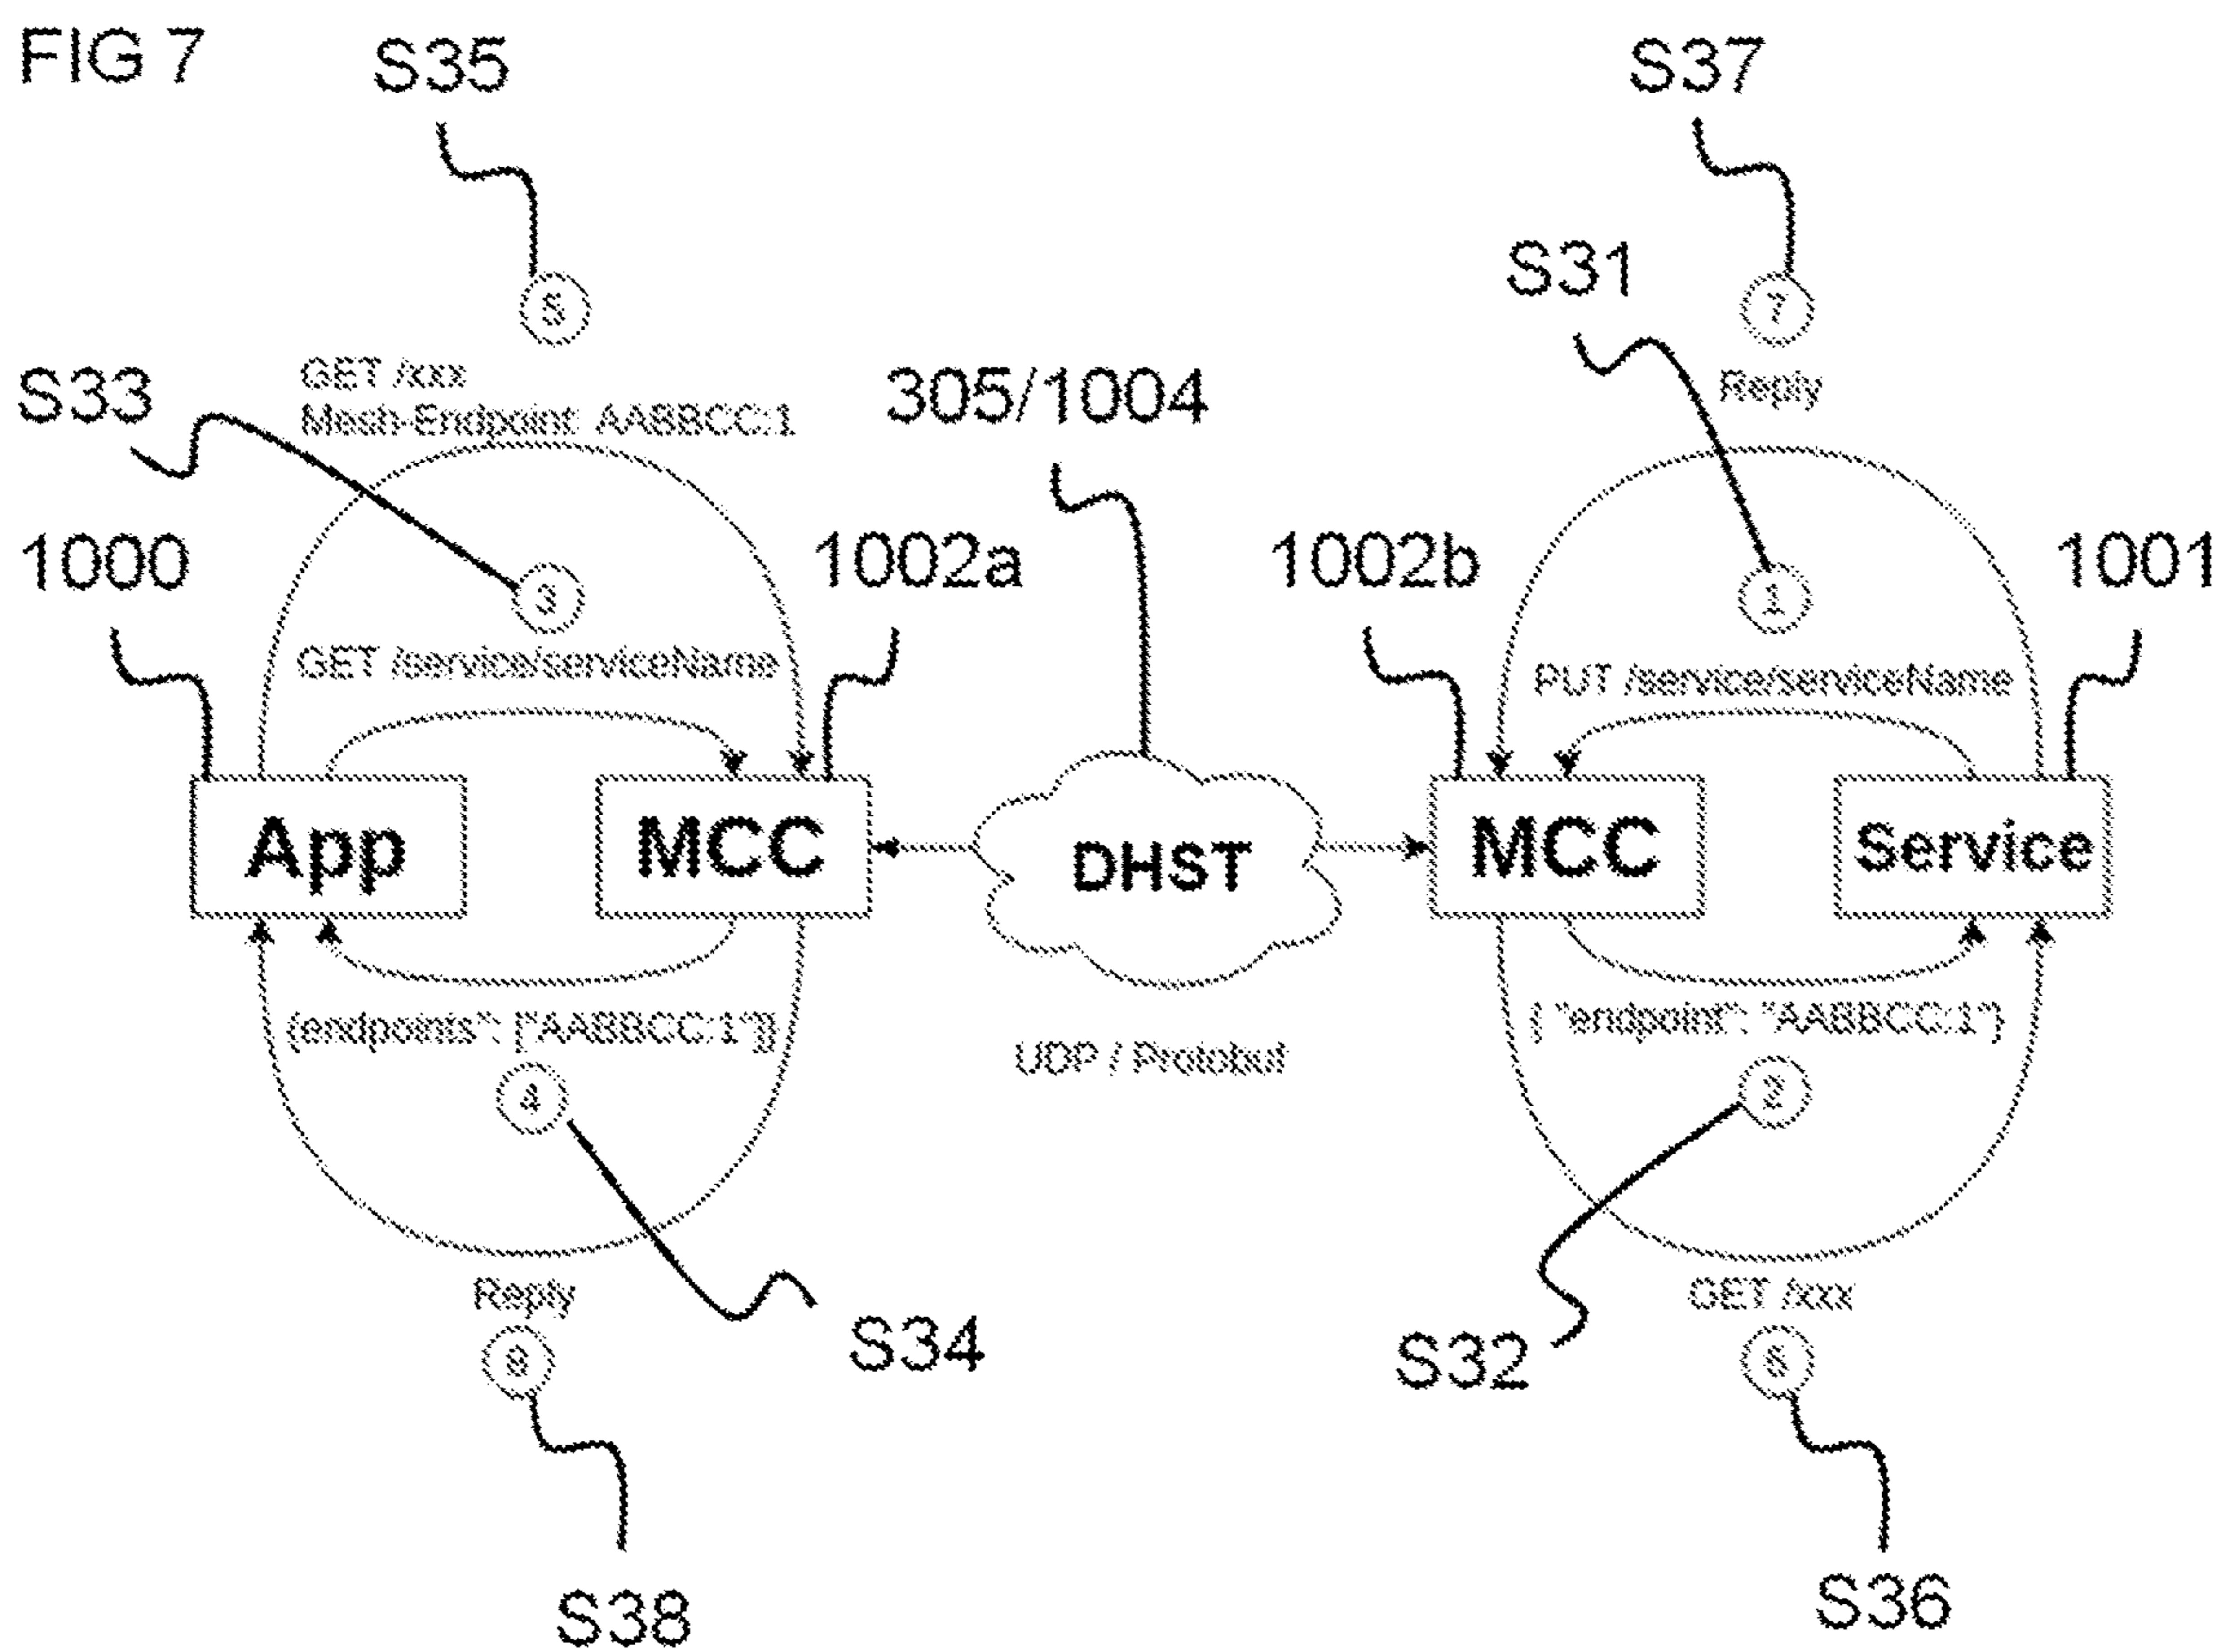 FIG 7
S35
S37
S31
5
7
S33
GET /xxx
Mesh-Endpoint: AABBCC:1
305/1004
Reply
1000
3
1002a
1002b
1
1001
GET /service/serviceName
PUT /service/serviceName
App
MCC
DHST
MCC
Service
{endpoints": ["AABBCC:1"]}
{ "endpoint": "AABBCC:1"}
UDP / Protobuf
4
2
Reply
GET /xxx
S34
S32
8
6
S38
S36